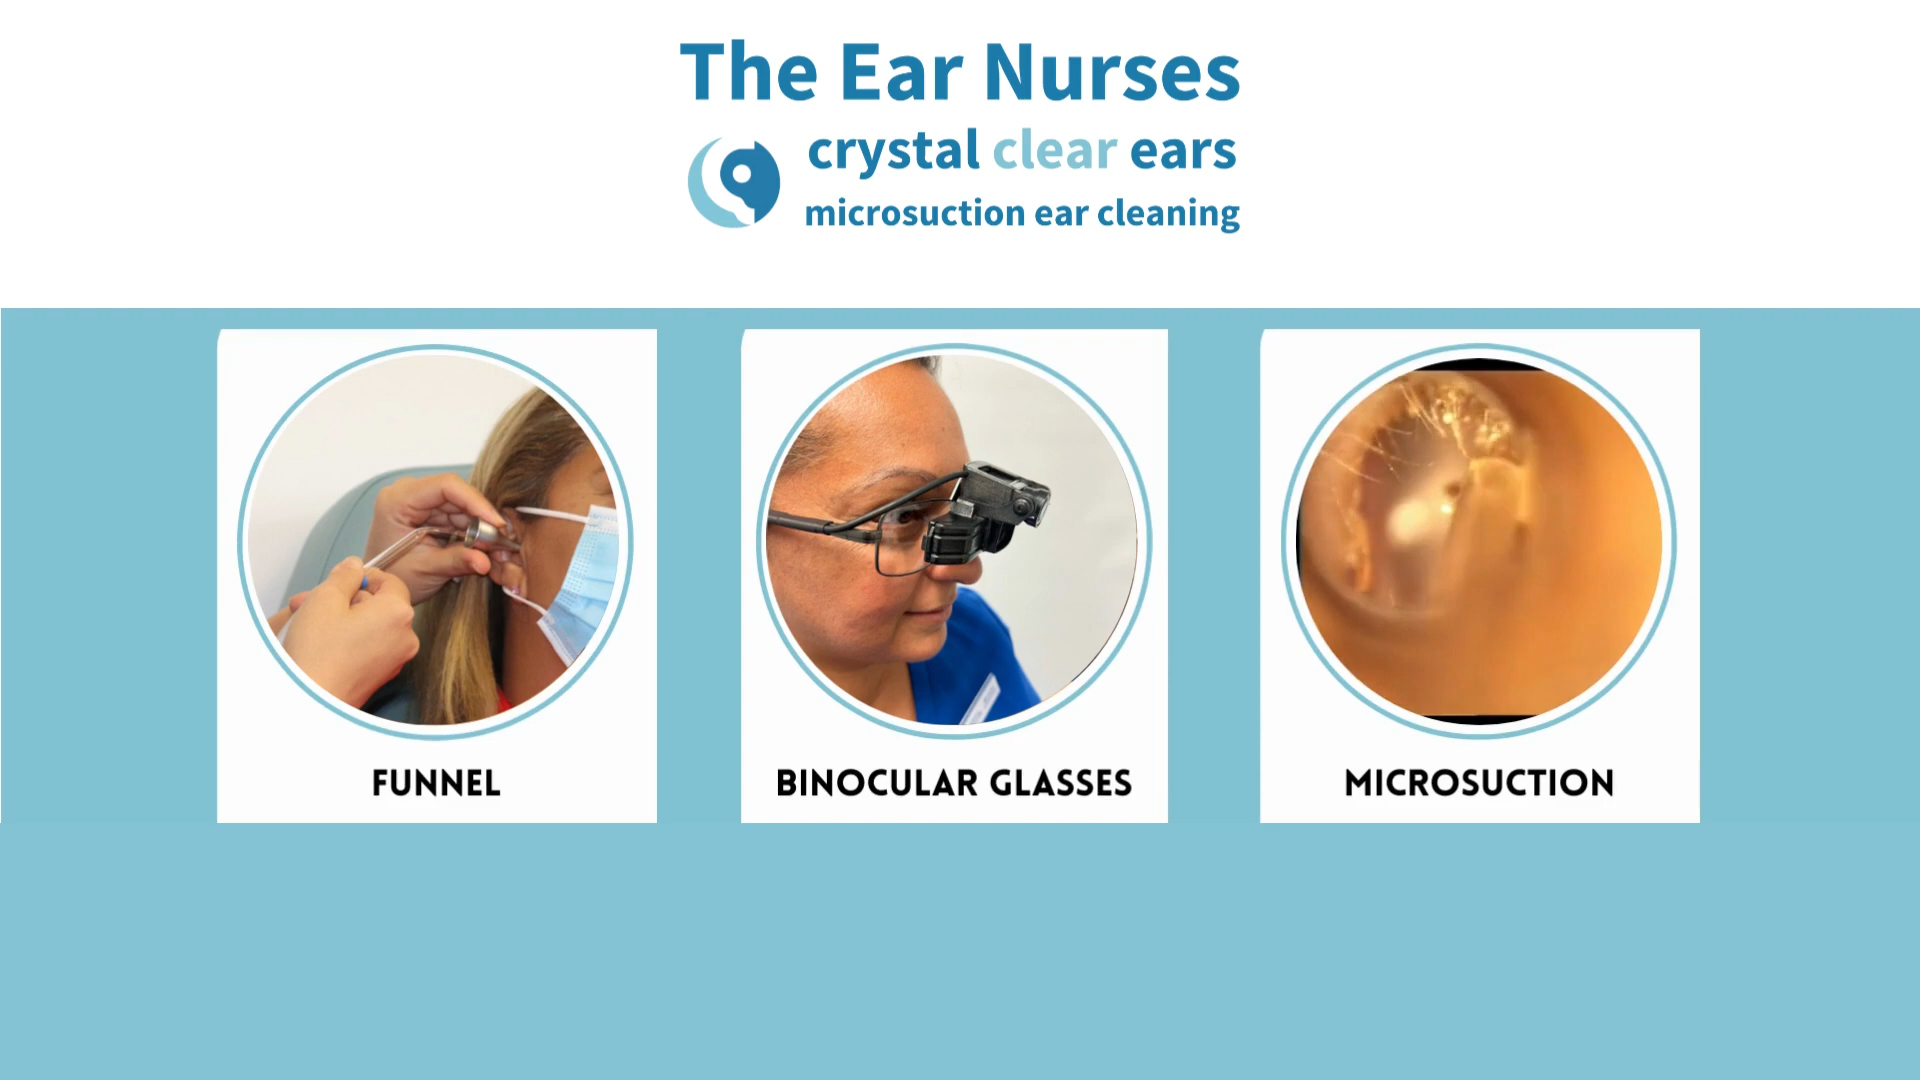 The Ear Nurses
crystal clear ears
microsuction ear cleaning
FUNNEL
BINOCULAR GLASSES
MICROSUCTION